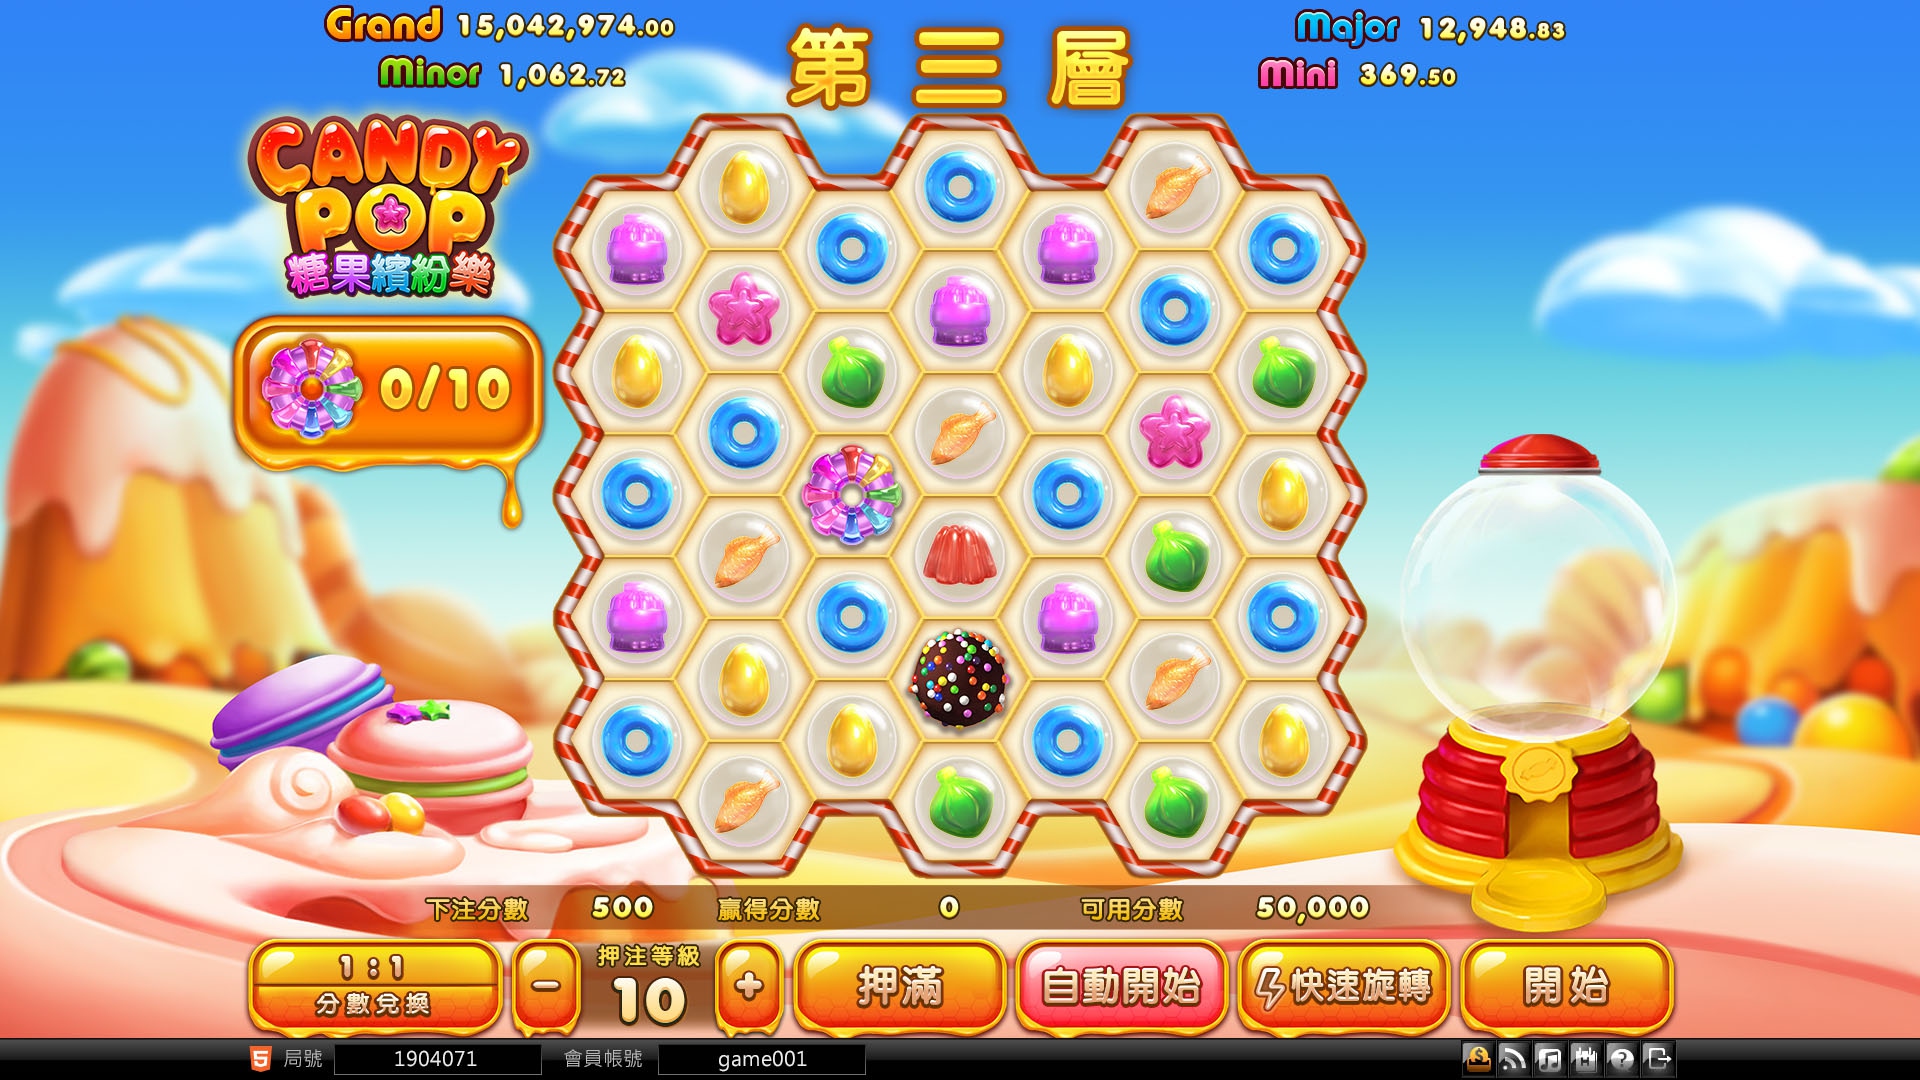 Grand 15,042,974.00
Minor 1,062.72
第三層
Major 12,948.83
Mini 369.50
CANDY
POP
糖果繽紛樂
0/10
下注分數 500 贏得分數 0 可用分數 50,000
1:1
分數兌換
−
押注等級
10
+
押滿
自動開始
快速旋轉
開始
5 局號 1904071 會員帳號 game001